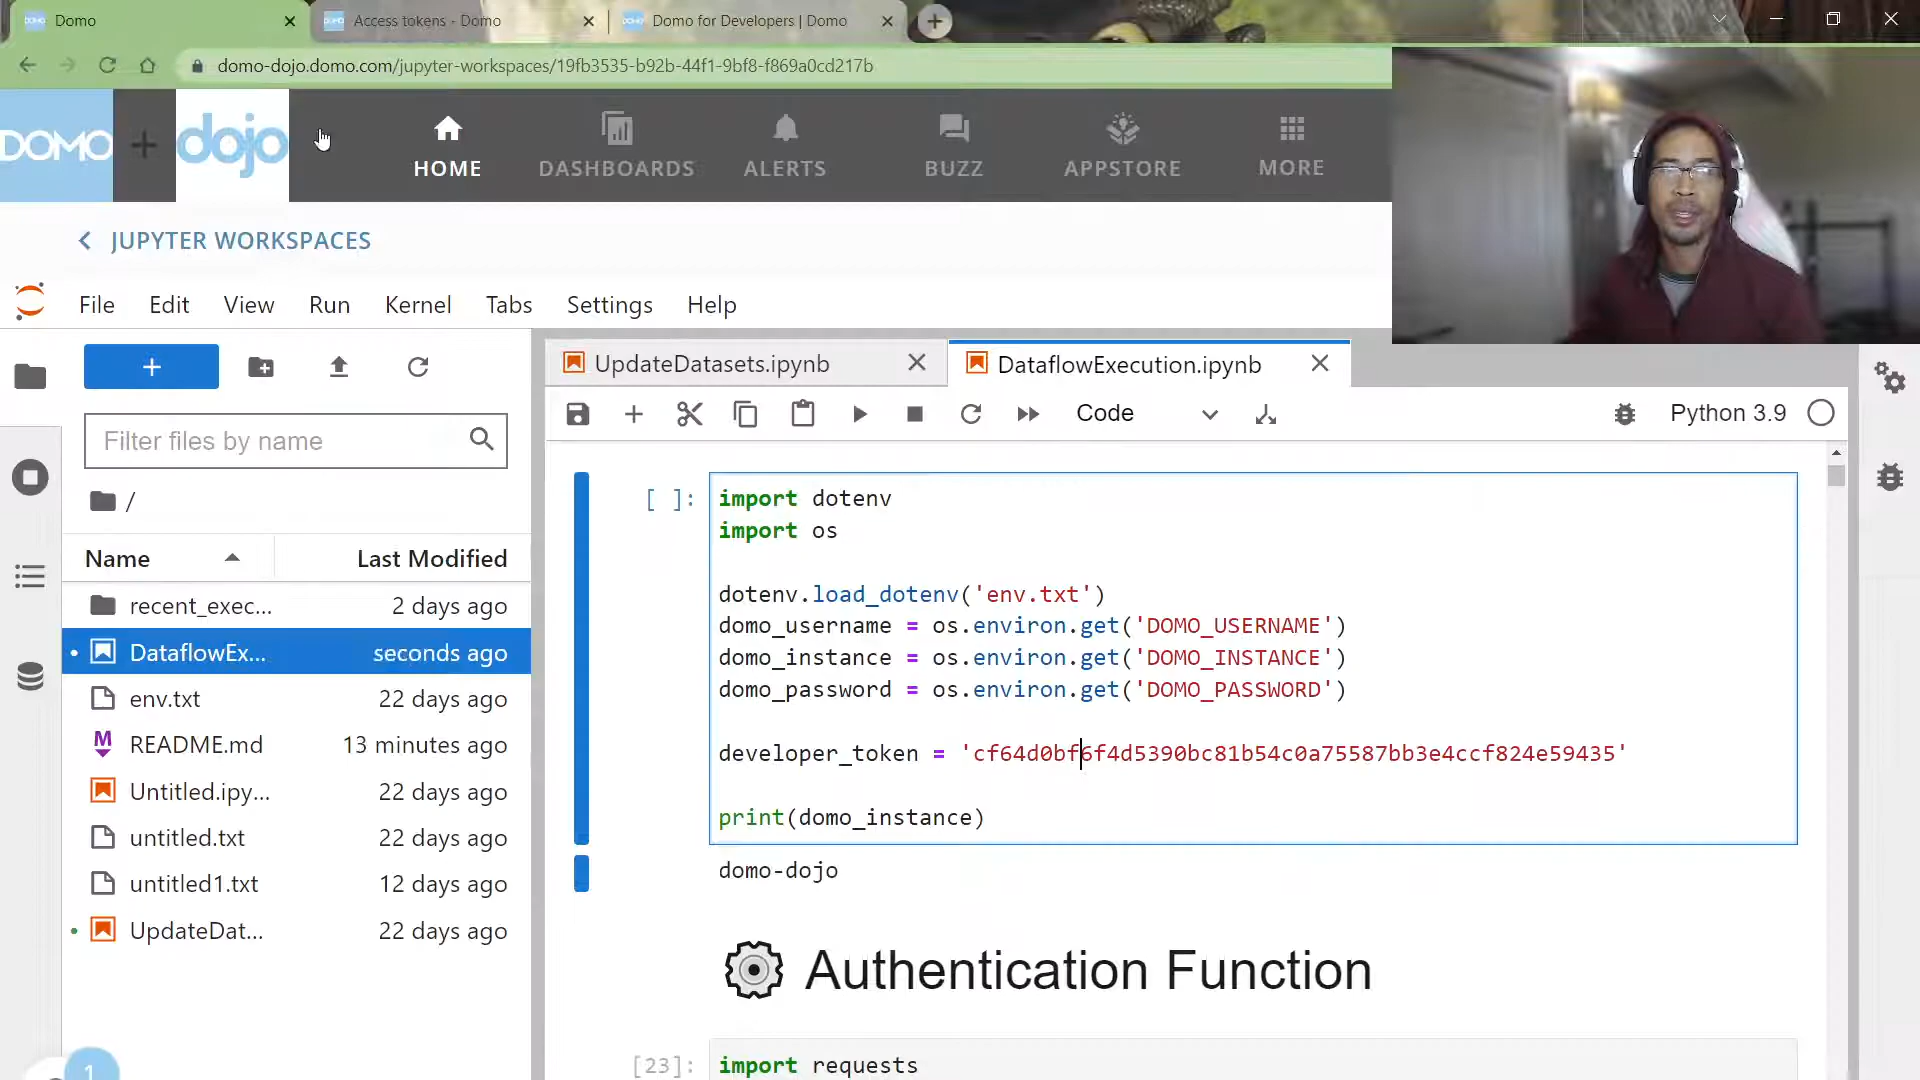 Domo
Access tokens - Domo
Domo for Developers | Domo
domo-dojo.domo.com/jupyter-workspaces/19fb3535-b92b-44f1-9bf8-f869a0cd217b
DOMO
dojo
HOME
DASHBOARDS
ALERTS
BUZZ
APPSTORE
MORE
JUPYTER WORKSPACES
File Edit View Run Kernel Tabs Settings Help
UpdateDatasets.ipynb
DataflowExecution.ipynb
Code
Python 3.9
Filter files by name
/
Name Last Modified
recent_exec... 2 days ago
DataflowEx... seconds ago
env.txt 22 days ago
README.md 13 minutes ago
Untitled.ipy... 22 days ago
untitled.txt 22 days ago
untitled1.txt 12 days ago
UpdateDat... 22 days ago
1
[ ]:
import dotenv
import os
dotenv.load_dotenv('env.txt')
domo_username = os.environ.get('DOMO_USERNAME')
domo_instance = os.environ.get('DOMO_INSTANCE')
domo_password = os.environ.get('DOMO_PASSWORD')
developer_token = 'cf64d0bf6f4d5390bc81b54c0a75587bb3e4ccf824e59435'
print(domo_instance)
domo-dojo
Authentication Function
[23]:
import requests